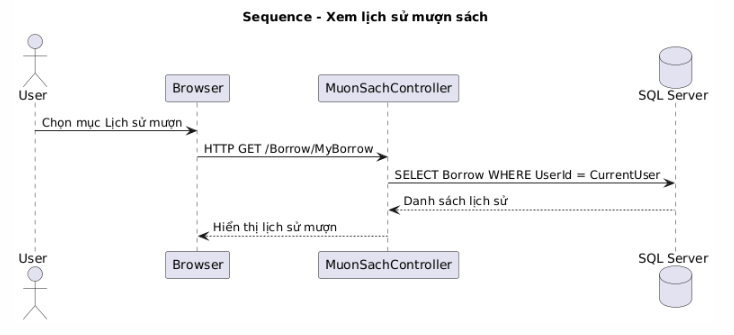 Sequence - Xem lịch sử mượn sách
User
Browser
MuonSachController
SQL Server
Chọn mục Lịch sử mượn
HTTP GET /Borrow/MyBorrow
SELECT Borrow WHERE UserId = CurrentUser
Danh sách lịch sử
Hiển thị lịch sử mượn
User
Browser
MuonSachController
SQL Server